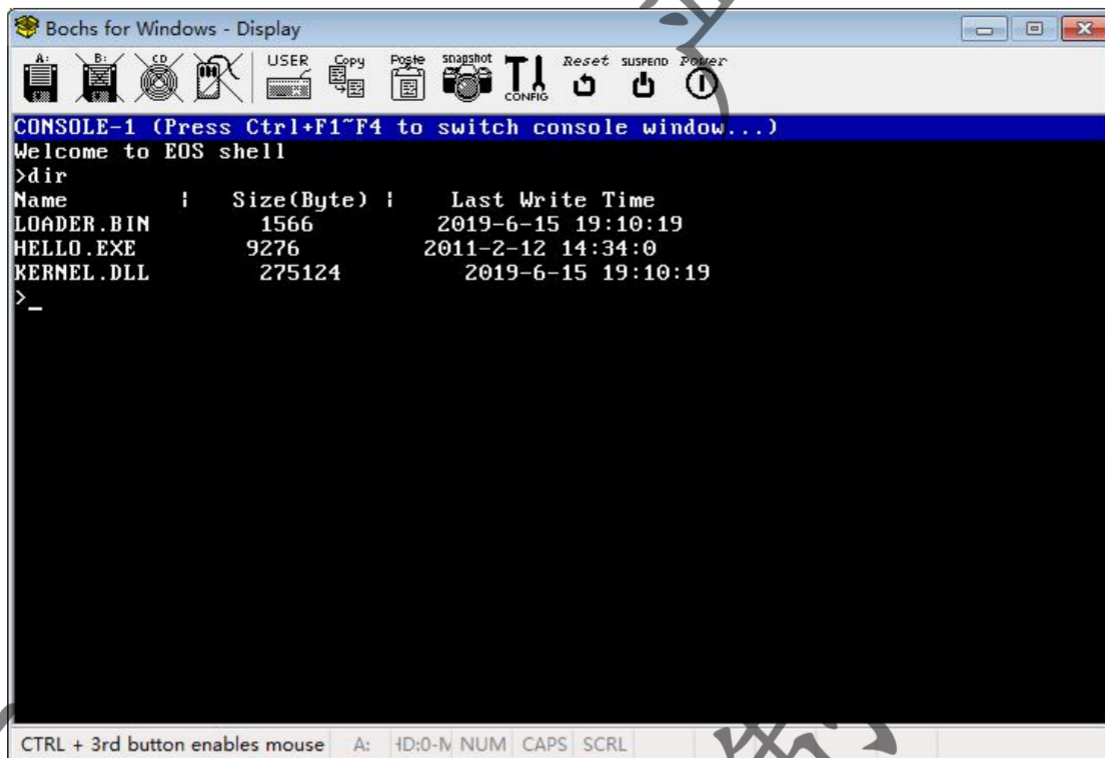 Bochs for Windows - Display
A: B: CD USER Copy Paste snapshot CONFIG Reset SUSPEND Power
CONSOLE-1 (Press Ctrl+F1~F4 to switch console window...)
Welcome to EOS shell
>dir
Name | Size(Byte) | Last Write Time
LOADER.BIN 1566 2019-6-15 19:10:19
HELLO.EXE 9276 2011-2-12 14:34:0
KERNEL.DLL 275124 2019-6-15 19:10:19
>_
CTRL + 3rd button enables mouse A: HD:0-M NUM CAPS SCRL